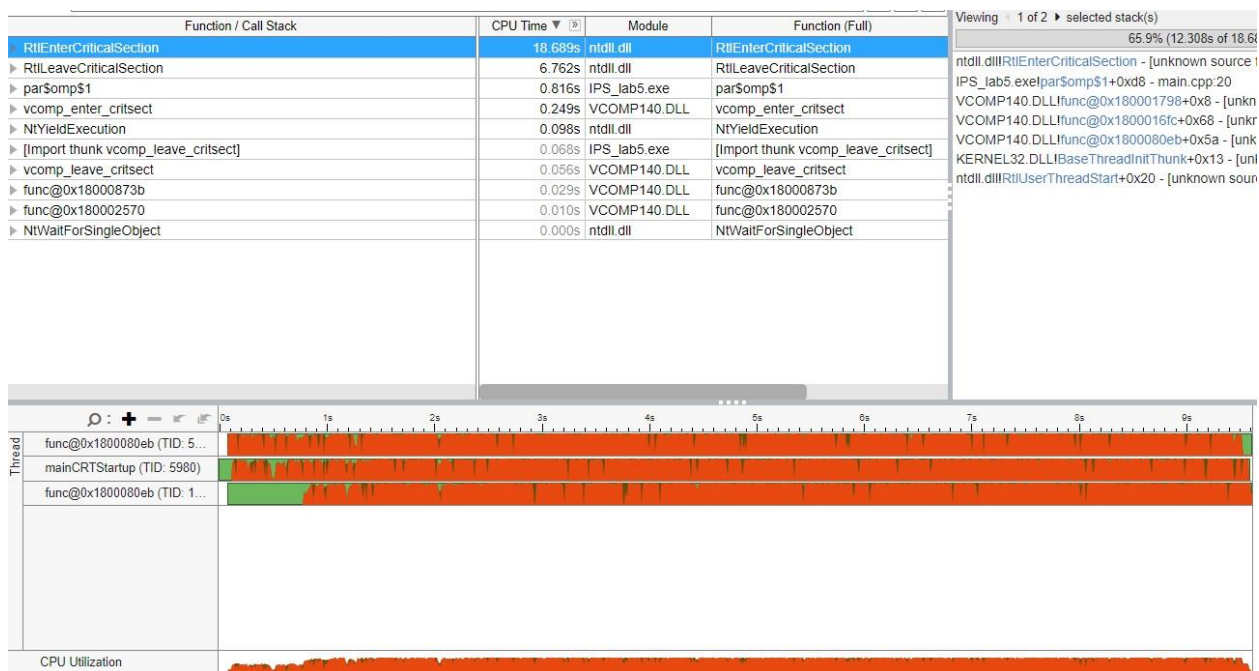 Function / Call Stack CPU Time ▼ Module Function (Full)
RtlEnterCriticalSection 18.689s ntdll.dll RtlEnterCriticalSection
RtlLeaveCriticalSection 6.762s ntdll.dll RtlLeaveCriticalSection
par$omp$1 0.816s IPS_lab5.exe par$omp$1
vcomp_enter_critsect 0.249s VCOMP140.DLL vcomp_enter_critsect
NtYieldExecution 0.098s ntdll.dll NtYieldExecution
[Import thunk vcomp_leave_critsect] 0.068s IPS_lab5.exe [Import thunk vcomp_leave_critsect]
vcomp_leave_critsect 0.056s VCOMP140.DLL vcomp_leave_critsect
func@0x18000873b 0.029s VCOMP140.DLL func@0x18000873b
func@0x180002570 0.010s VCOMP140.DLL func@0x180002570
NtWaitForSingleObject 0.000s ntdll.dll NtWaitForSingleObject
Viewing 1 of 2 selected stack(s)
65.9% (12.308s of 18.68
ntdll.dll!RtlEnterCriticalSection - [unknown source f
IPS_lab5.exe!par$omp$1+0xd8 - main.cpp:20
VCOMP140.DLL!func@0x180001798+0x8 - [unkn
VCOMP140.DLL!func@0x1800016fc+0x68 - [unkr
VCOMP140.DLL!func@0x1800080eb+0x5a - [unk
KERNEL32.DLL!BaseThreadInitThunk+0x13 - [unl
ntdll.dll!RtlUserThreadStart+0x20 - [unknown sour
0s 1s 2s 3s 4s 5s 6s 7s 8s 9s
Thread
func@0x1800080eb (TID: 5...
mainCRTStartup (TID: 5980)
func@0x1800080eb (TID: 1...
CPU Utilization